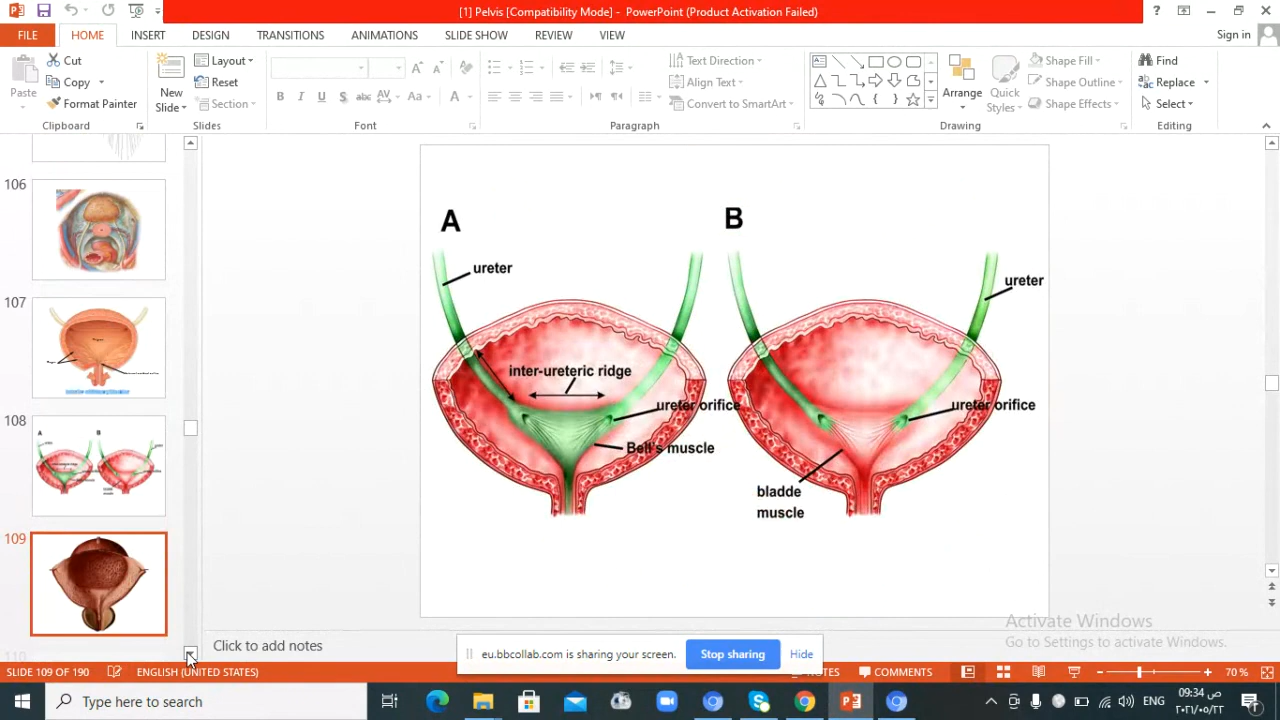 [1] Pelvis [Compatibility Mode] - PowerPoint (Product Activation Failed)
Sign in
FILE HOME INSERT DESIGN TRANSITIONS ANIMATIONS SLIDE SHOW REVIEW VIEW
Paste
Cut
Copy
Format Painter
Clipboard
New
Slide
Layout
Reset
Section
Slides
Font
Paragraph
Text Direction
Align Text
Convert to SmartArt
Arrange
Quick
Styles
Shape Fill
Shape Outline
Shape Effects
Drawing
Find
Replace
Select
Editing
106
107
108
109
110
A
B
ureter
ureter
inter-ureteric ridge
ureter orifice
ureter orifice
Bell's muscle
bladde
muscle
Activate Windows
Go to Settings to activate Windows.
Click to add notes
eu.bbcollab.com is sharing your screen.
Stop sharing
Hide
SLIDE 109 OF 190
ENGLISH (UNITED STATES)
NOTES
COMMENTS
70 %
Type here to search
ENG
09:34 ص
٢٠٢١/٠٥/٢٢